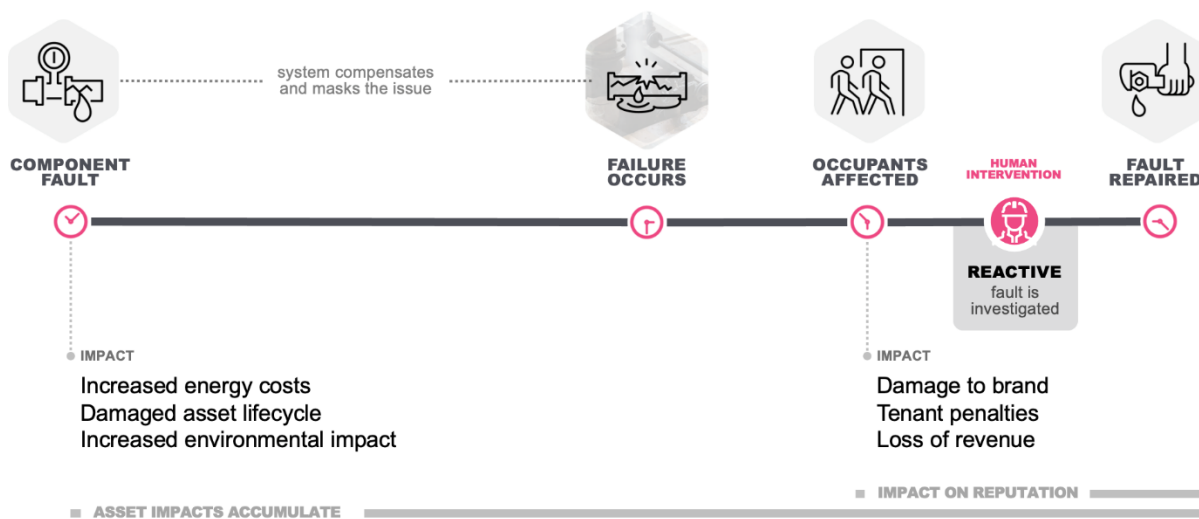 system compensates
and masks the issue
COMPONENT
FAULT
FAILURE
OCCURS
OCCUPANTS
AFFECTED
HUMAN
INTERVENTION
FAULT
REPAIRED
REACTIVE
fault is
investigated
IMPACT
Increased energy costs
Damaged asset lifecycle
Increased environmental impact
IMPACT
Damage to brand
Tenant penalties
Loss of revenue
IMPACT ON REPUTATION
ASSET IMPACTS ACCUMULATE